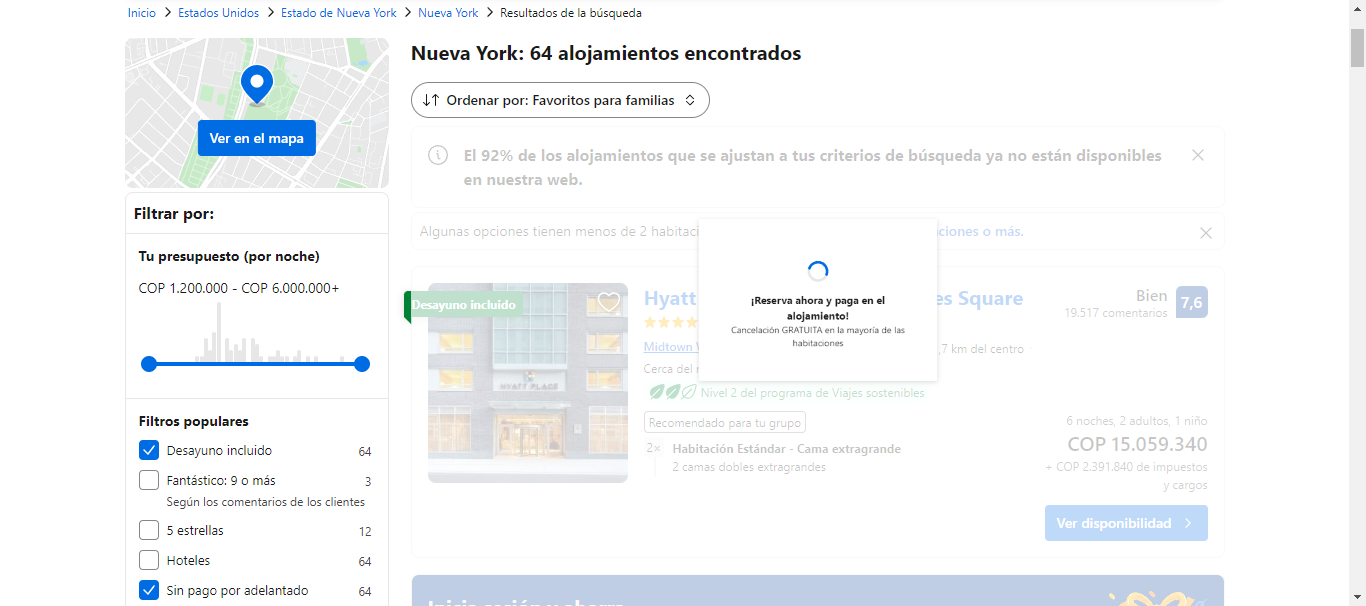 Inicio > Estados Unidos > Estado de Nueva York > Nueva York > Resultados de la búsqueda
Ver en el mapa
Filtrar por:
Tu presupuesto (por noche)
COP 1.200.000 - COP 6.000.000+
Filtros populares
Desayuno incluido 64
Fantástico: 9 o más 3
Según los comentarios de los clientes
5 estrellas 12
Hoteles 64
Sin pago por adelantado 64
Nueva York: 64 alojamientos encontrados
Ordenar por: Favoritos para familias
El 92% de los alojamientos que se ajustan a tus criterios de búsqueda ya no están disponibles
en nuestra web.
Algunas opciones tienen menos de 2 ciones o más.
¡Reserva ahora y paga en el
alojamiento!
Cancelación GRATUITA en la mayoría de las
habitaciones
Desayuno incluido
HYATT PLACE
Hyatt es Square
Midtown
Cerca del
,7 km del centro
Nivel 2 del programa de Viajes sostenibles
Recomendado para tu grupo
2× Habitación Estándar - Cama extragrande
2 camas dobles extragrandes
Bien 7,6
19.517 comentarios
6 noches, 2 adultos, 1 niño
COP 15.059.340
+ COP 2.391.840 de impuestos
y cargos
Ver disponibilidad
Inicia sesión y ahorra